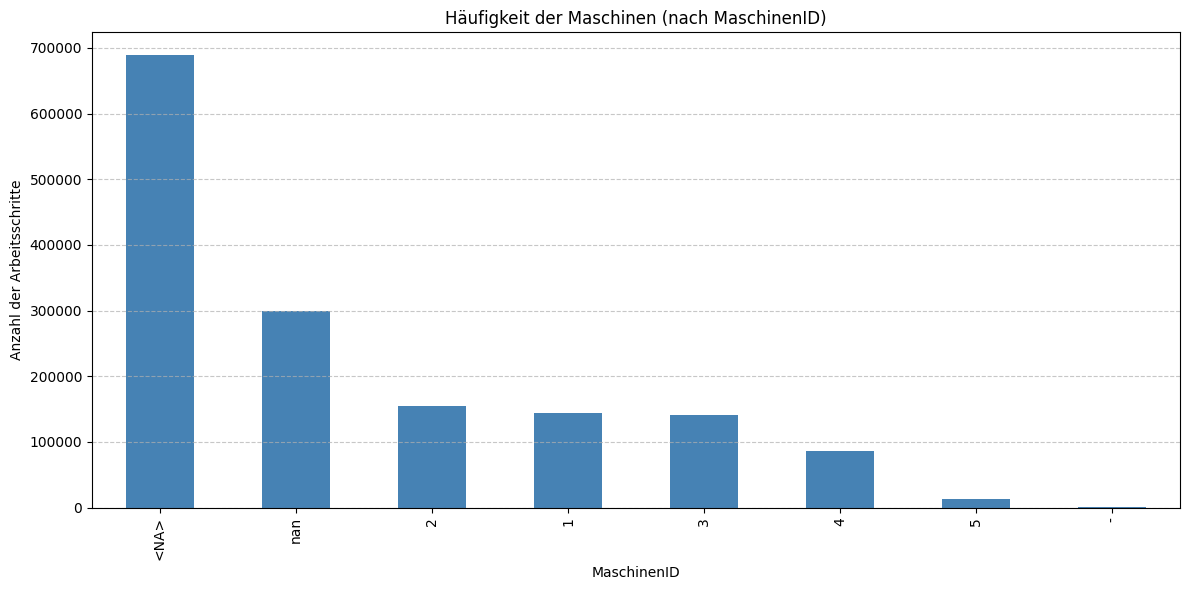 Häufigkeit der Maschinen (nach MaschinenID)
Anzahl der Arbeitsschritte
700000
600000
500000
400000
300000
200000
100000
0
<NA> nan 2 1 3 4 5 -
MaschinenID